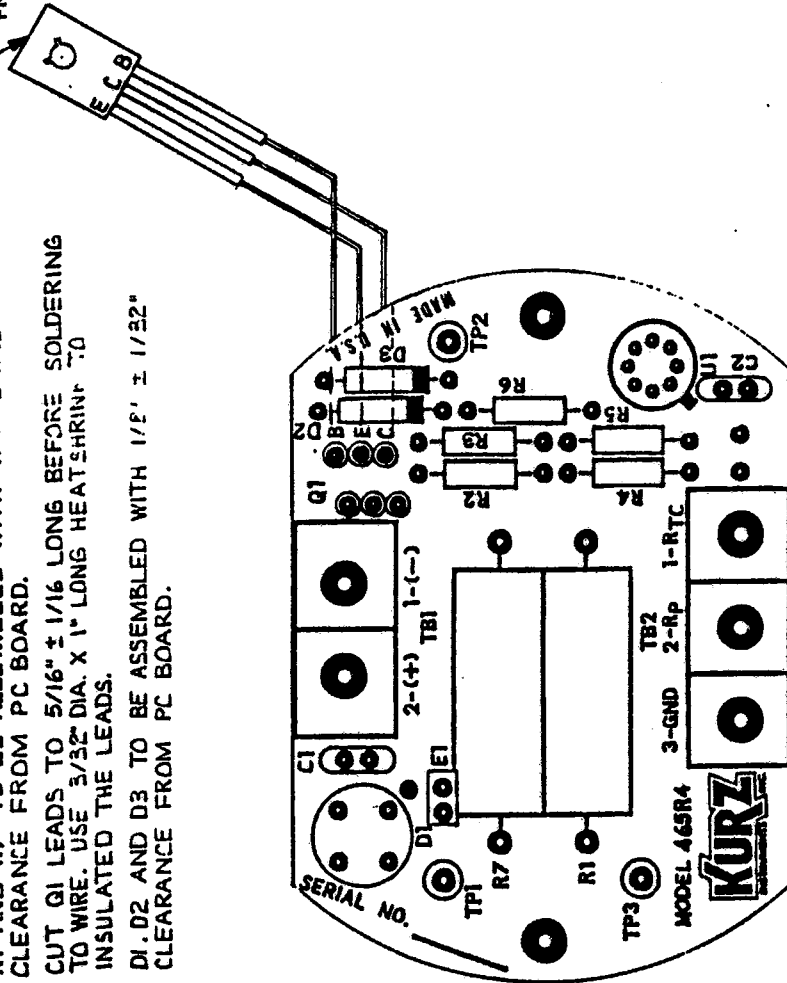 CLEARANCE FROM PC BOARD.
CUT Q1 LEADS TO 5/16" ± 1/16 LONG BEFORE SOLDERING
TO WIRE. USE 3/32" DIA. X 1" LONG HEATSHRINK TO
INSULATED THE LEADS.
D1, D2 AND D3 TO BE ASSEMBLED WITH 1/8" ± 1/32"
CLEARANCE FROM PC BOARD.
E C B
MADE IN U.S.A.
D3
D2
B E C
TP2
Q1
R6
R3
R5
R2
R4
U1
C2
2-(+) 1-(-)
TB1
C1
E1
D1
TB2
3-GND 2-Rp 1-RTC
R7
R1
TP1
TP3
SERIAL NO.
MODEL 465R4
KURZ